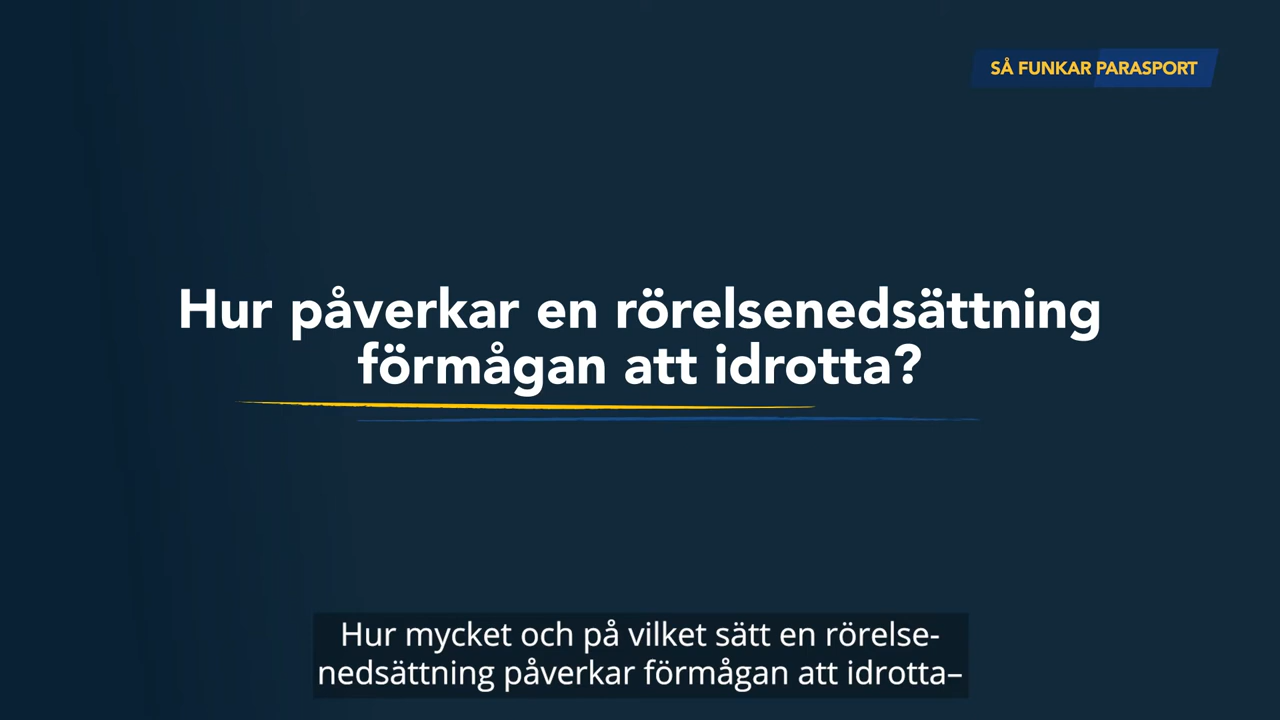 SÅ FUNKAR PARASPORT
Hur påverkar en rörelsenedsättning
förmågan att idrotta?
Hur mycket och på vilket sätt en rörelse-
nedsättning påverkar förmågan att idrotta–